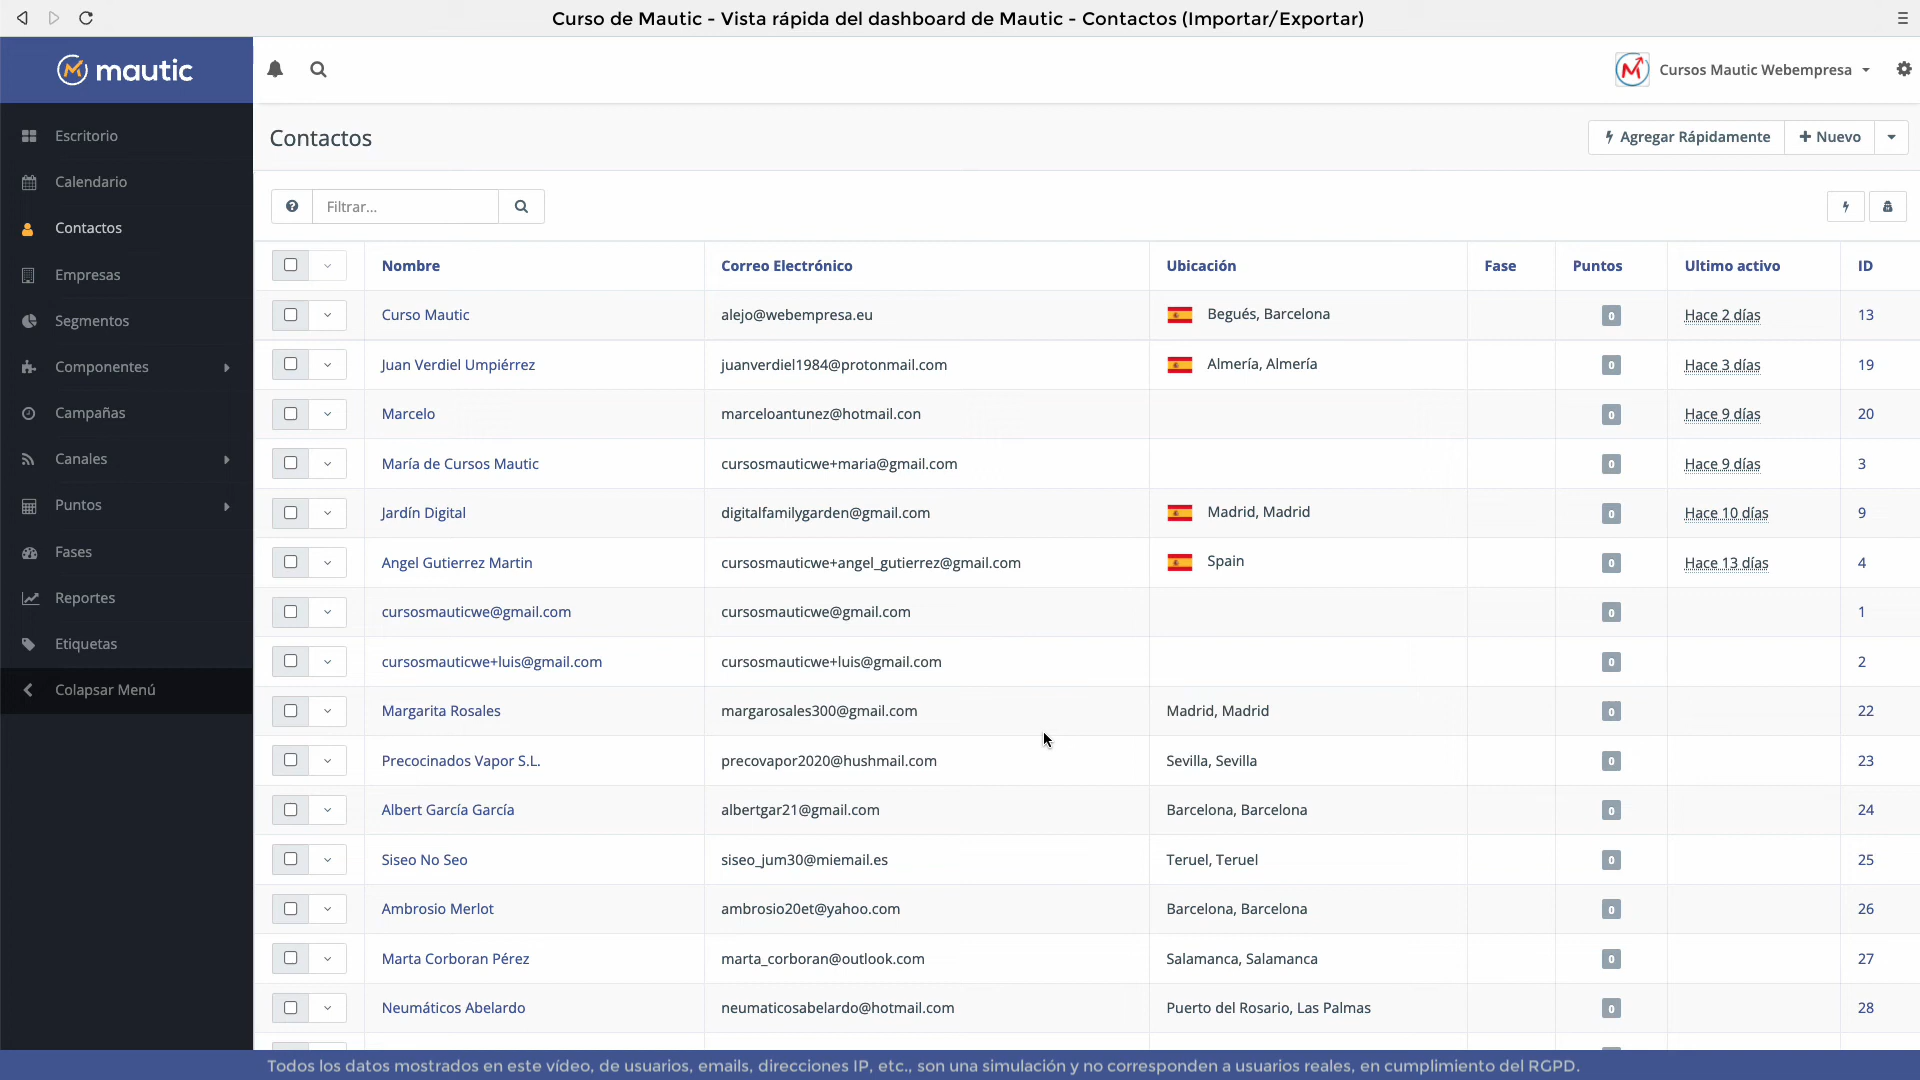 Curso de Mautic - Vista rápida del dashboard de Mautic - Contactos (Importar/Exportar)
mautic
Cursos Mautic Webempresa
Escritorio
Calendario
Contactos
Empresas
Segmentos
Componentes
Campañas
Canales
Puntos
Fases
Reportes
Etiquetas
Colapsar Menú
Contactos
Agregar Rápidamente
Nuevo
Filtrar...
Nombre Correo Electrónico Ubicación Fase Puntos Ultimo activo ID
Curso Mautic alejo@webempresa.eu Begués, Barcelona 0 Hace 2 días 13
Juan Verdiel Umpiérrez juanverdiel1984@protonmail.com Almería, Almería 0 Hace 3 días 19
Marcelo marceloantunez@hotmail.con 0 Hace 9 días 20
María de Cursos Mautic cursosmauticwe+maria@gmail.com 0 Hace 9 días 3
Jardín Digital digitalfamilygarden@gmail.com Madrid, Madrid 0 Hace 10 días 9
Angel Gutierrez Martin cursosmauticwe+angel_gutierrez@gmail.com Spain 0 Hace 13 días 4
cursosmauticwe@gmail.com cursosmauticwe@gmail.com 0 1
cursosmauticwe+luis@gmail.com cursosmauticwe+luis@gmail.com 0 2
Margarita Rosales margarosales300@gmail.com Madrid, Madrid 0 22
Precocinados Vapor S.L. precovapor2020@hushmail.com Sevilla, Sevilla 0 23
Albert García García albertgar21@gmail.com Barcelona, Barcelona 0 24
Siseo No Seo siseo_jum30@miemail.es Teruel, Teruel 0 25
Ambrosio Merlot ambrosio20et@yahoo.com Barcelona, Barcelona 0 26
Marta Corboran Pérez marta_corboran@outlook.com Salamanca, Salamanca 0 27
Neumáticos Abelardo neumaticosabelardo@hotmail.com Puerto del Rosario, Las Palmas 0 28
Todos los datos mostrados en este vídeo, de usuarios, emails, direcciones IP, etc., son una simulación y no corresponden a usuarios reales, en cumplimiento del RGPD.